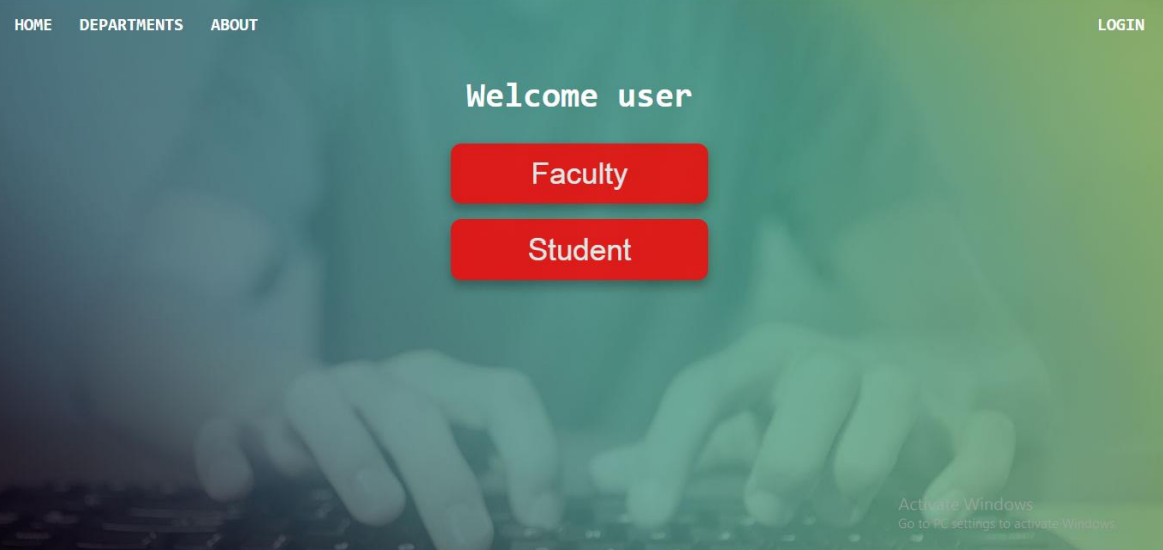 HOME DEPARTMENTS ABOUT LOGIN
Welcome user
Faculty
Student
Activate Windows
Go to PC settings to activate Windows.